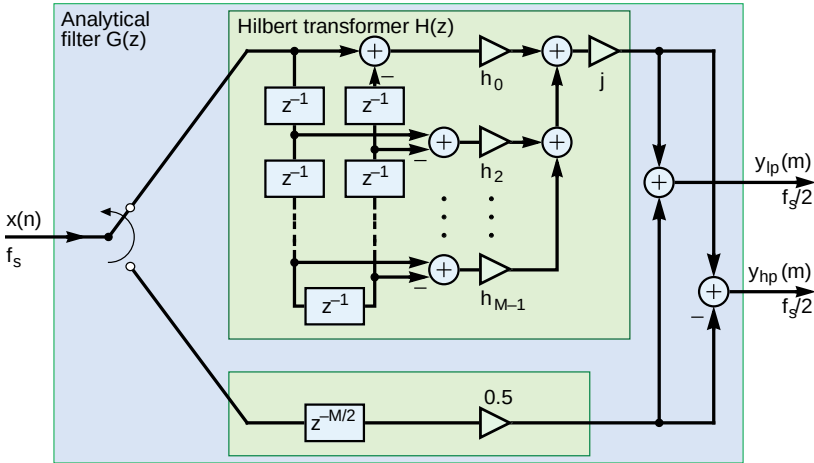 Analytical
filter G(z)
Hilbert transformer H(z)
+
−
h0
+
j
z−1
z−1
+
−
h2
+
z−1
z−1
ylp(m)
fs/2
+
x(n)
fs
+
−
hM−1
z−1
yhp(m)
fs/2
+
−
0.5
z−M/2